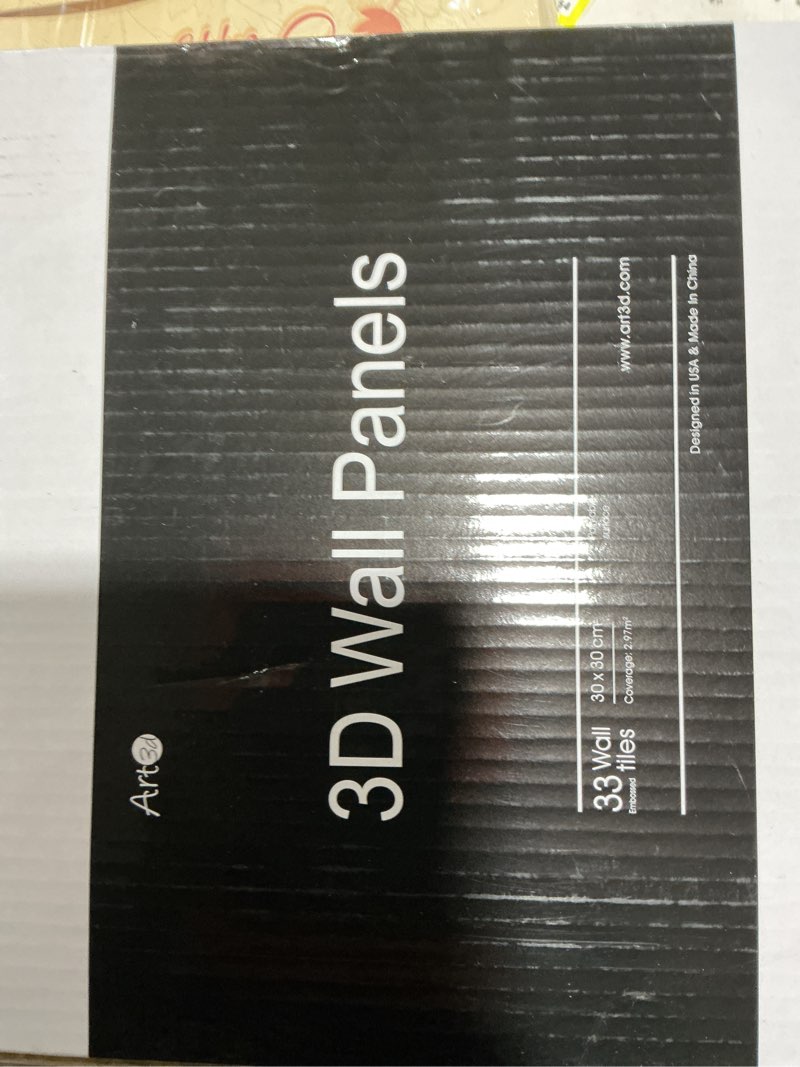 Art3d
3D Wall Panels
33 Wall
Embossed tiles
30 x 30 cm
Coverage: 2.97m²
surface
www.art3d.com
Designed in USA & Made In China